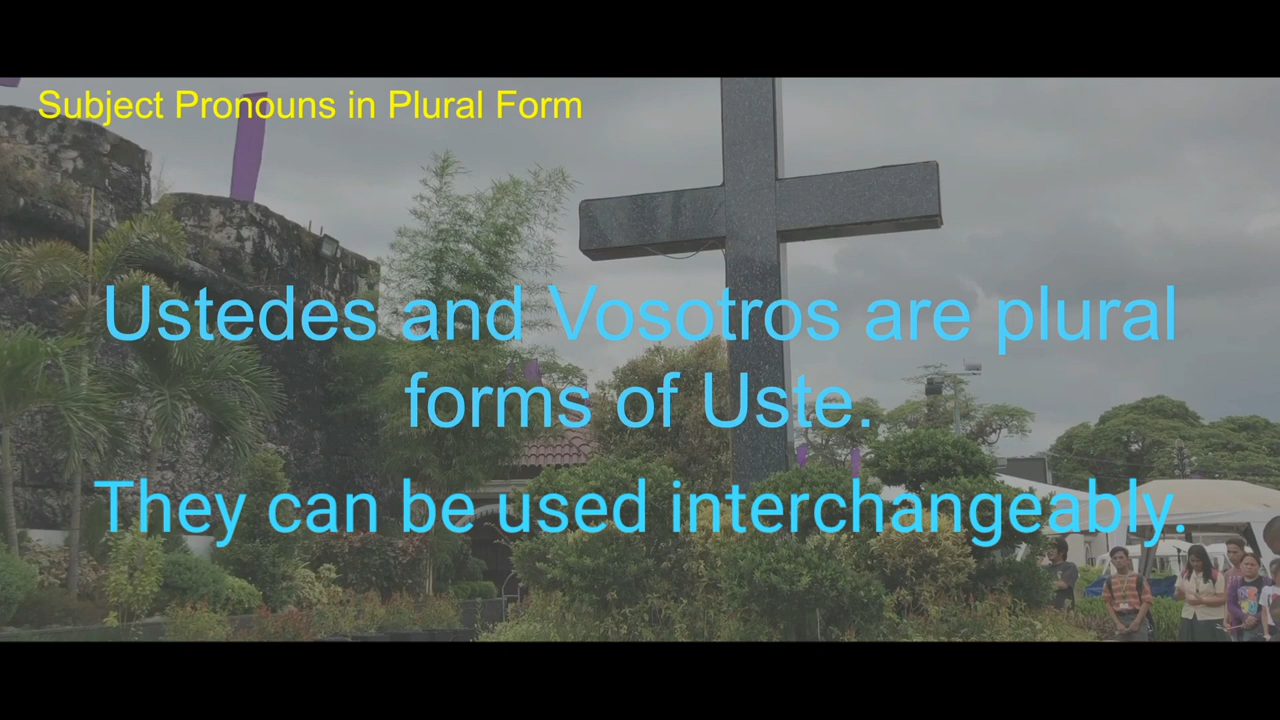 Subject Pronouns in Plural Form
Ustedes and Vosotros are plural
forms of Uste.
They can be used interchangeably.